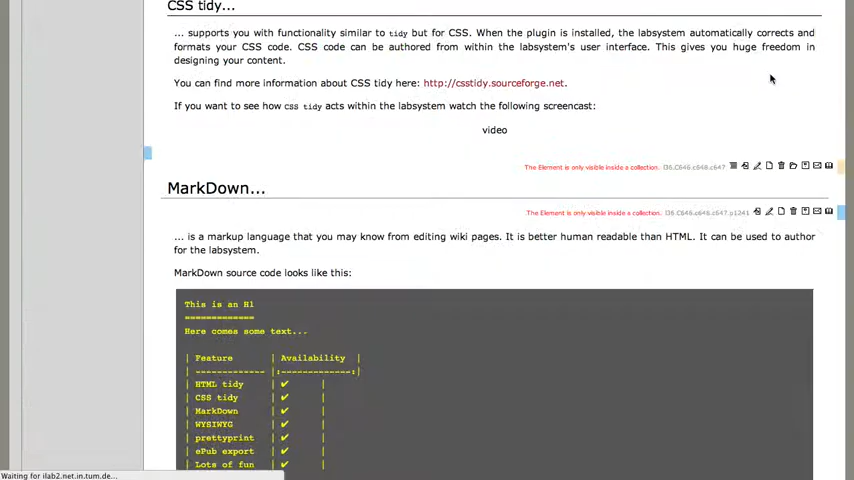 CSS tidy...
... supports you with functionality similar to tidy but for CSS. When the plugin is installed, the labsystem automatically corrects and
formats your CSS code. CSS code can be authored from within the labsystem's user interface. This gives you huge freedom in
designing your content.
You can find more information about CSS tidy here: http://csstidy.sourceforge.net.
If you want to see how CSS tidy acts within the labsystem watch the following screencast:
video
The Element is only visible inside a collection.
MarkDown...
The Element is only visible inside a collection.
... is a markup language that you may know from editing wiki pages. It is better human readable than HTML. It can be used to author
for the labsystem.
MarkDown source code looks like this:
This is an H1
=============
Here comes some text...
| Feature | Availability |
| ------------- |:-------------:|
| HTML tidy | ✔ |
| CSS tidy | ✔ |
| MarkDown | ✔ |
| WYSIWYG | ✔ |
| prettyprint | ✔ |
| ePub export | ✔ |
| Lots of fun | ✔ |
Waiting for ilab2.net.in.tum.de...